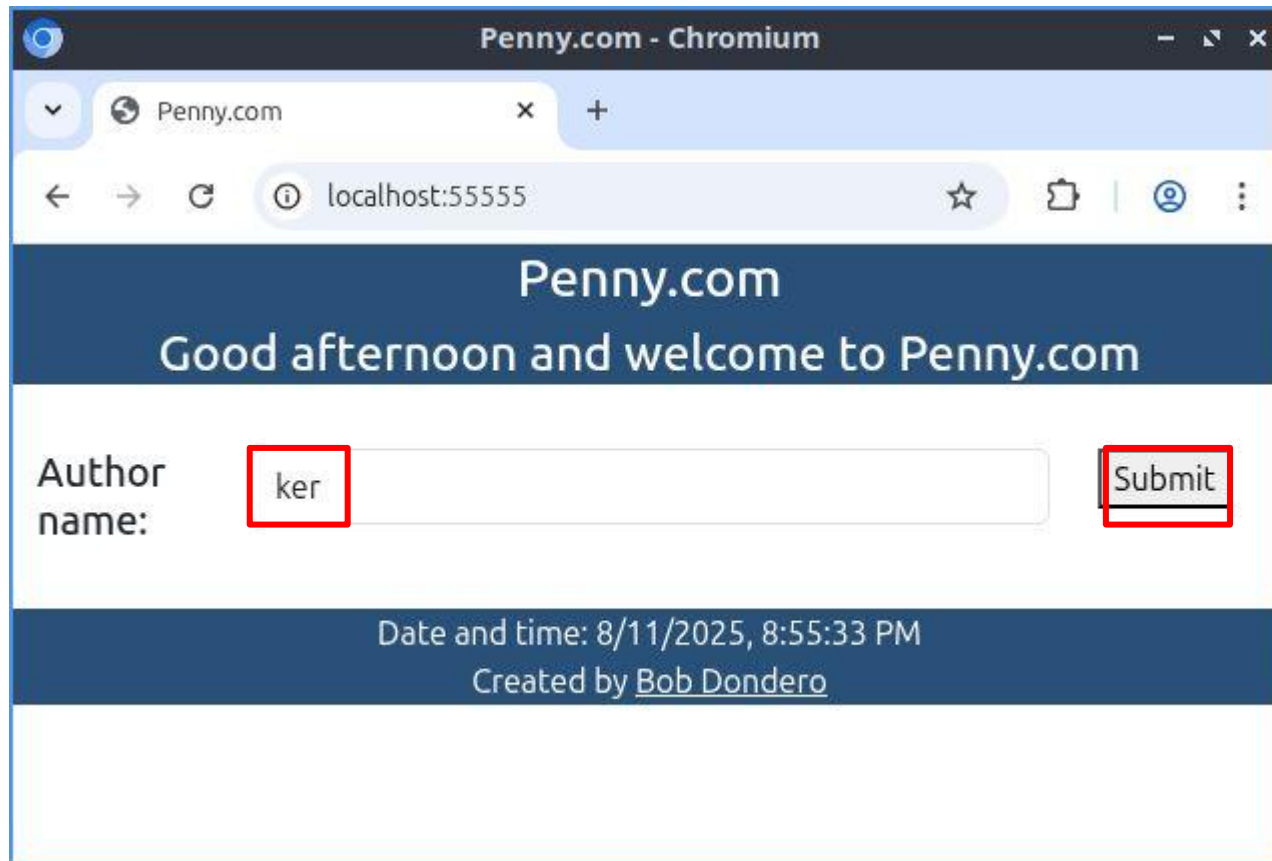 Penny.com - Chromium
Penny.com
localhost:55555
Penny.com
Good afternoon and welcome to Penny.com
Author
name:
ker
Submit
Date and time: 8/11/2025, 8:55:33 PM
Created by Bob Dondero